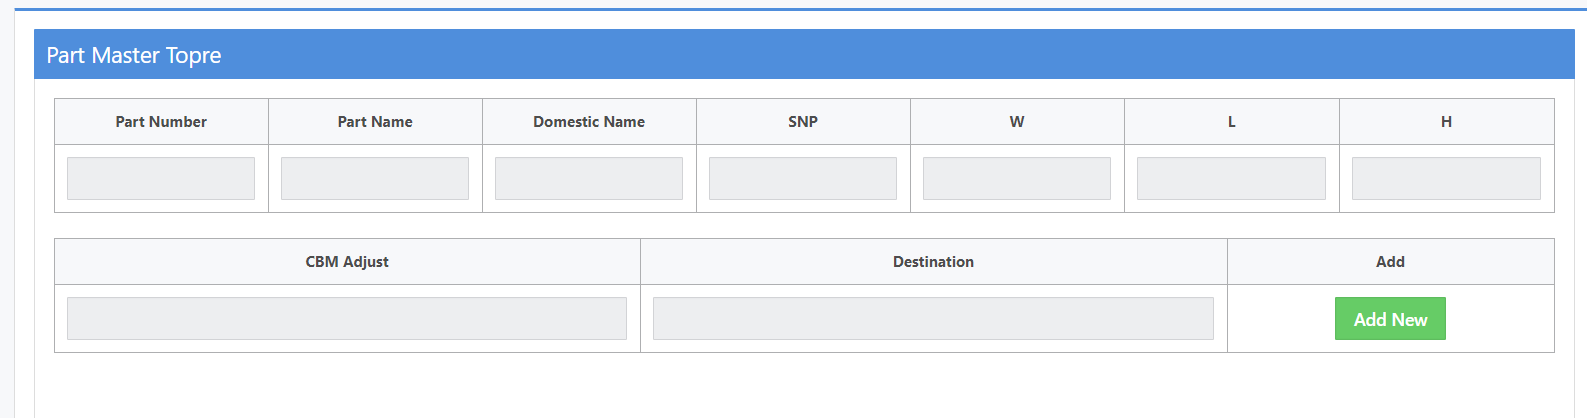 Part Master Topre
Part Number Part Name Domestic Name SNP W L H
CBM Adjust Destination Add
Add New